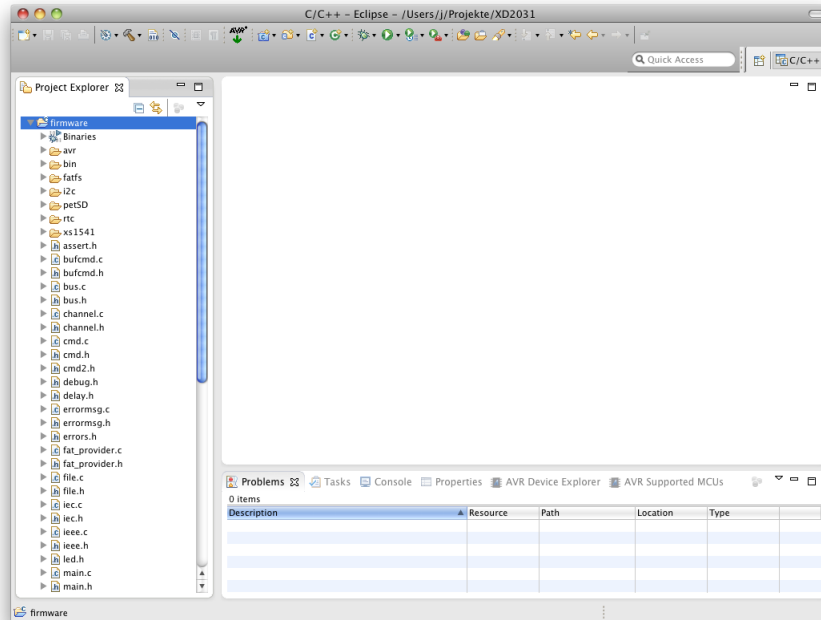 C/C++ - Eclipse - /Users/j/Projekte/XD2031
AVR*
Quick Access
C/C++
Project Explorer
firmware
Binaries
avr
bin
fatfs
i2c
petSD
rtc
xs1541
assert.h
bufcmd.c
bufcmd.h
bus.c
bus.h
channel.c
channel.h
cmd.c
cmd.h
cmd2.h
debug.h
delay.h
errormsg.c
errormsg.h
errors.h
fat_provider.c
fat_provider.h
file.c
file.h
iec.c
iec.h
ieee.c
ieee.h
led.h
main.c
main.h
Problems Tasks Console Properties AVR Device Explorer AVR Supported MCUs
0 items
Description Resource Path Location Type
firmware